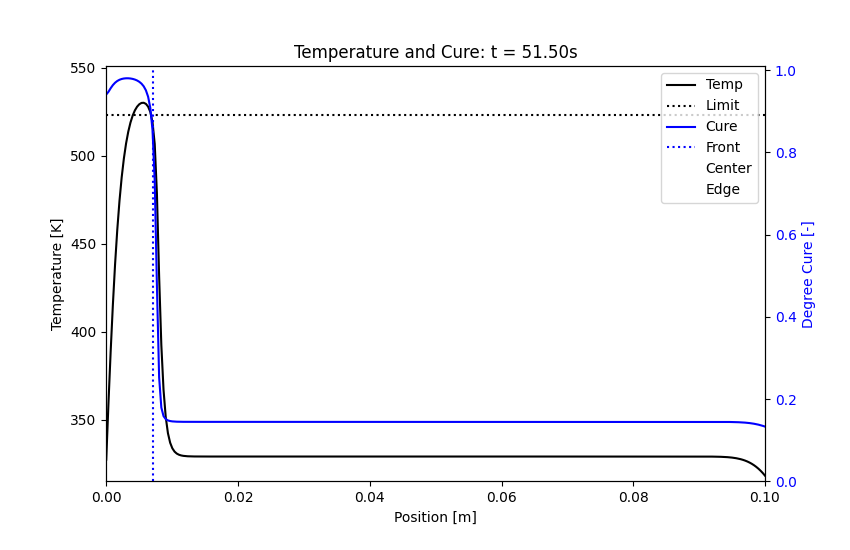 Temperature and Cure: t = 51.50s
Temp
Limit
Cure
Front
Center
Edge
550
500
450
400
350
Temperature [K]
1.0
0.8
0.6
0.4
0.2
0.0
Degree Cure [-]
0.00 0.02 0.04 0.06 0.08 0.10
Position [m]